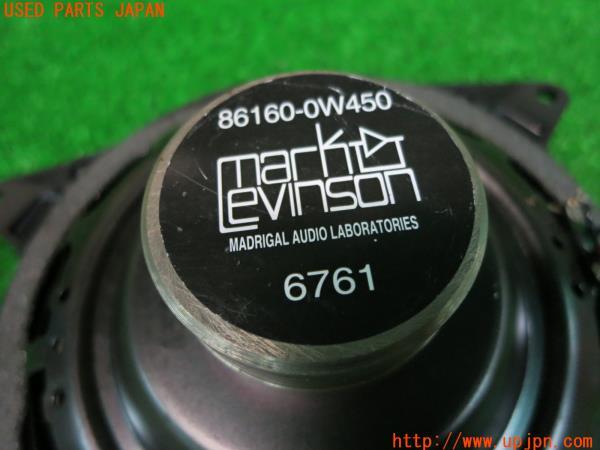 USED PARTS JAPAN
86160-0W450
mark
Levinson
MADRIGAL AUDIO LABORATORIES
6761
http://www.upjpn.com/